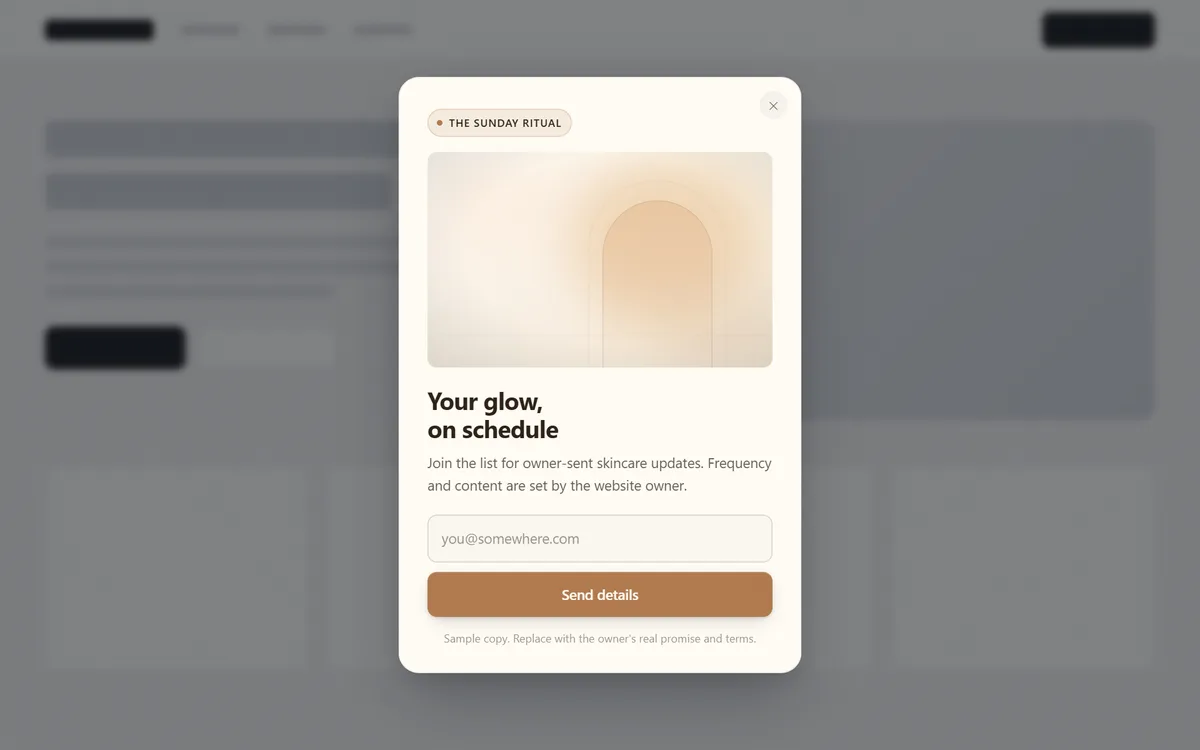 THE SUNDAY RITUAL
Your glow,
on schedule
Join the list for owner-sent skincare updates. Frequency
and content are set by the website owner.
you@somewhere.com
Send details
Sample copy. Replace with the owner's real promise and terms.